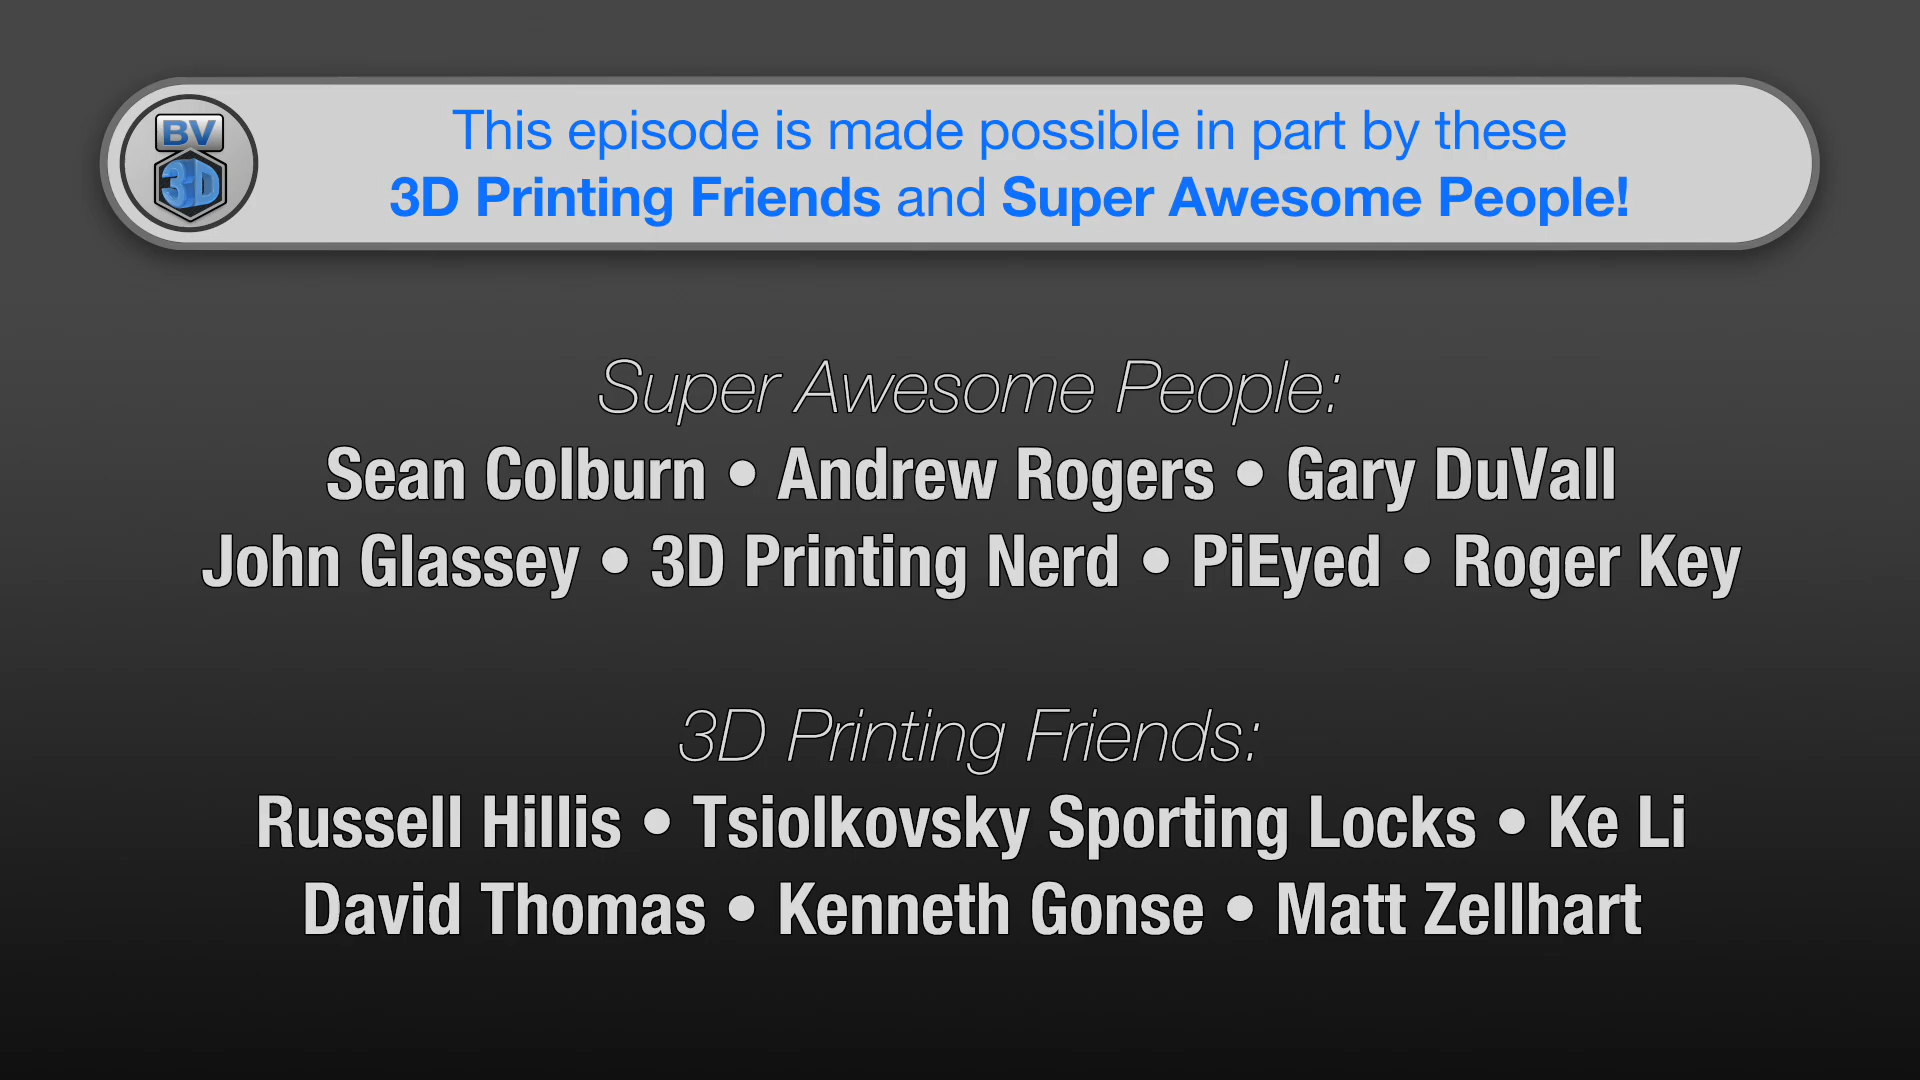 BV
3-D
This episode is made possible in part by these
3D Printing Friends and Super Awesome People!
Super Awesome People:
Sean Colburn • Andrew Rogers • Gary DuVall
John Glassey • 3D Printing Nerd • PiEyed • Roger Key
3D Printing Friends:
Russell Hillis • Tsiolkovsky Sporting Locks • Ke Li
David Thomas • Kenneth Gonse • Matt Zellhart